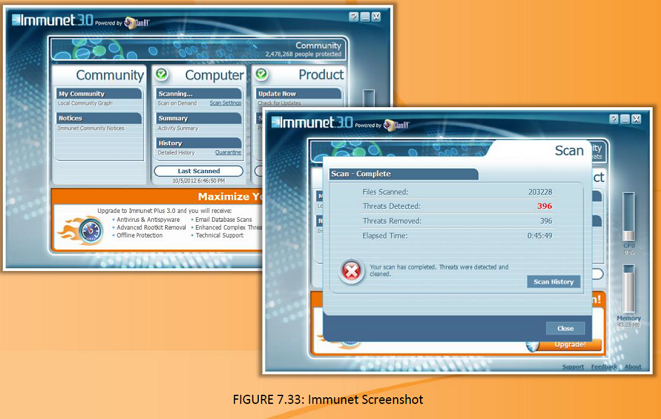 Immunet 3.0 Powered by ClamAV
Community
2,478,268 people protected
Community
My Community
Local Community Graph
Notices
Immunet Community Notices
Computer
Scanning...
Scan on Demand Scan Settings
Summary
Activity Summary
History
Detailed History Quarantine
Last Scanned
10/5/2012 6:46:50 PM
Product
Update Now
Check for Updates
Maximize Yo
Upgrade to Immunet Plus 3.0 and you will receive:
• Antivirus & Antispyware • Email Database Scans
• Advanced Rootkit Removal • Enhanced Complex Threa
• Offline Protection • Technical Support
Immunet 3.0 Powered by ClamAV
Scan
Scan - Complete
Files Scanned: 203228
Threats Detected: 396
Threats Removed: 396
Elapsed Time: 0:45:49
Your scan has completed. Threats were detected and
cleaned.
Scan History
Close
CPU
Memory
n!
Upgrade!
Support Feedback About
FIGURE 7.33: Immunet Screenshot